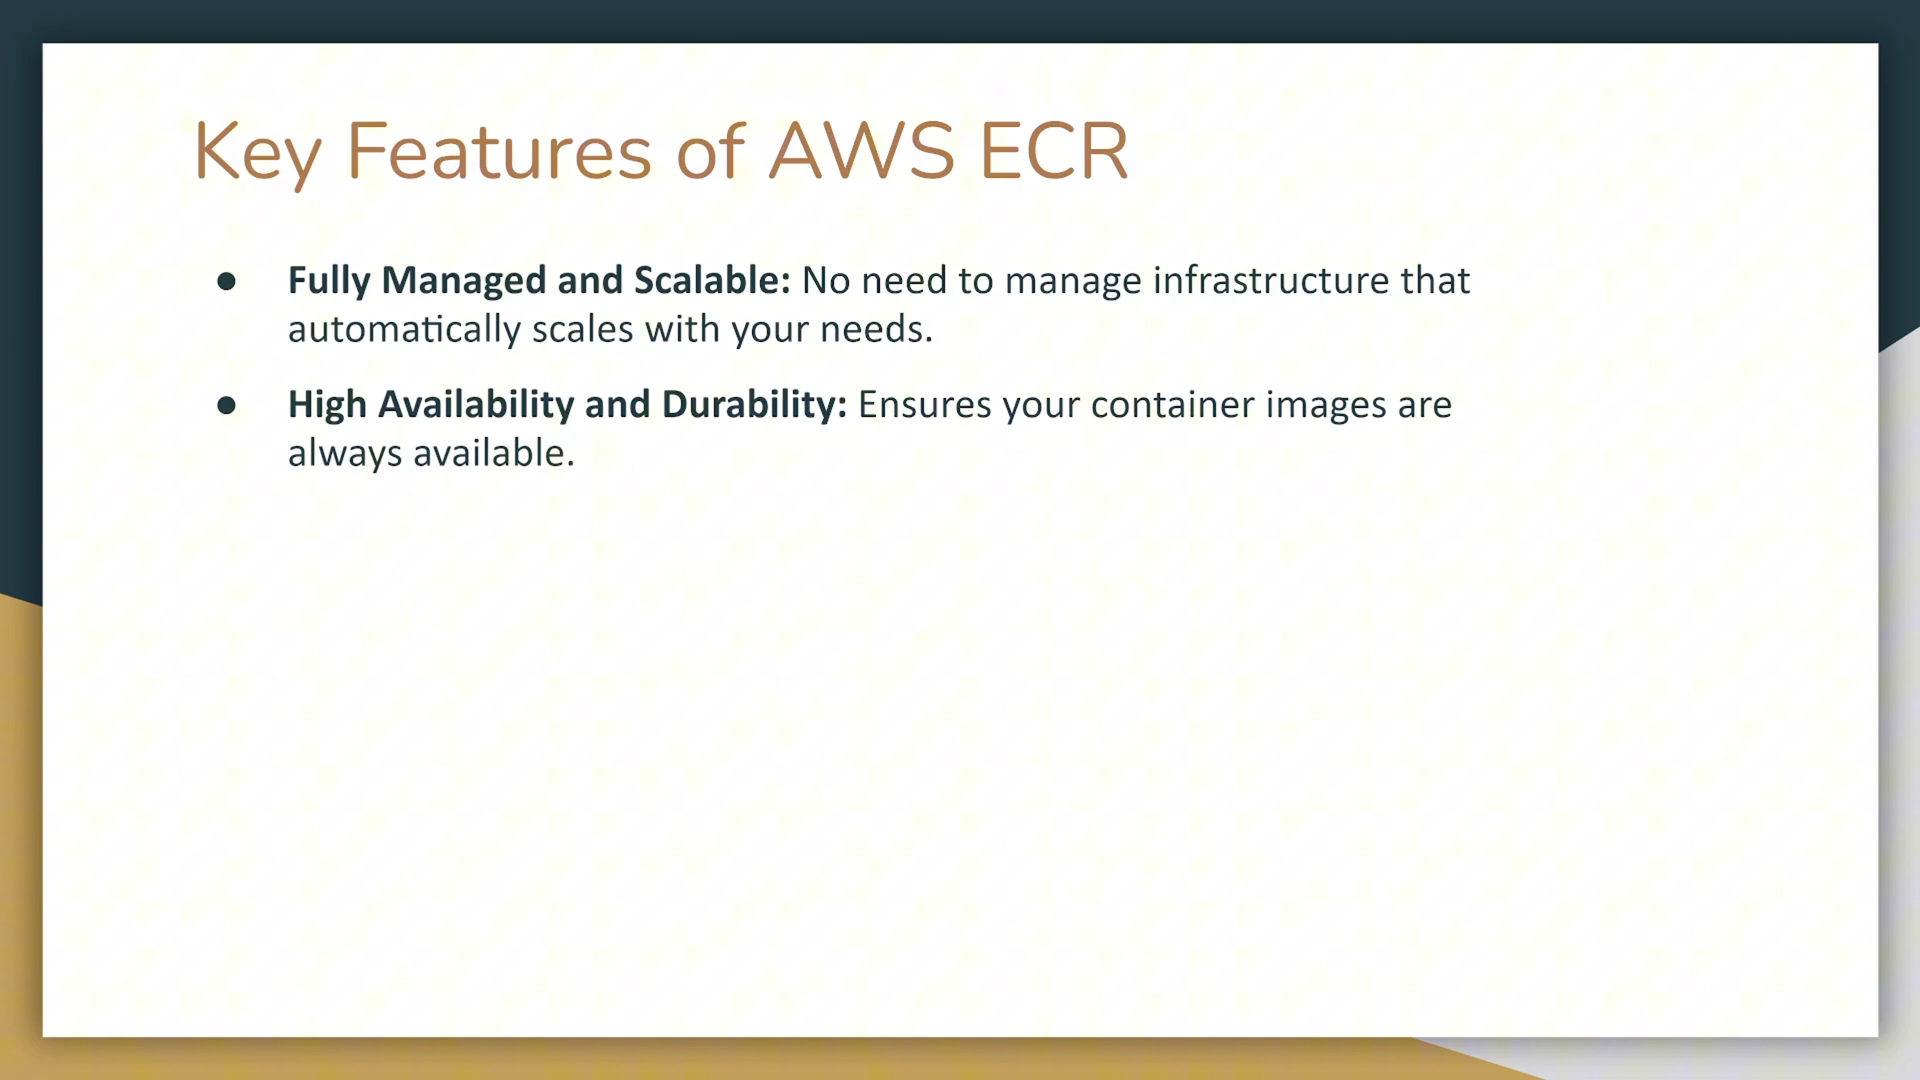 Key Features of AWS ECR
● Fully Managed and Scalable: No need to manage infrastructure that
automatically scales with your needs.
● High Availability and Durability: Ensures your container images are
always available.